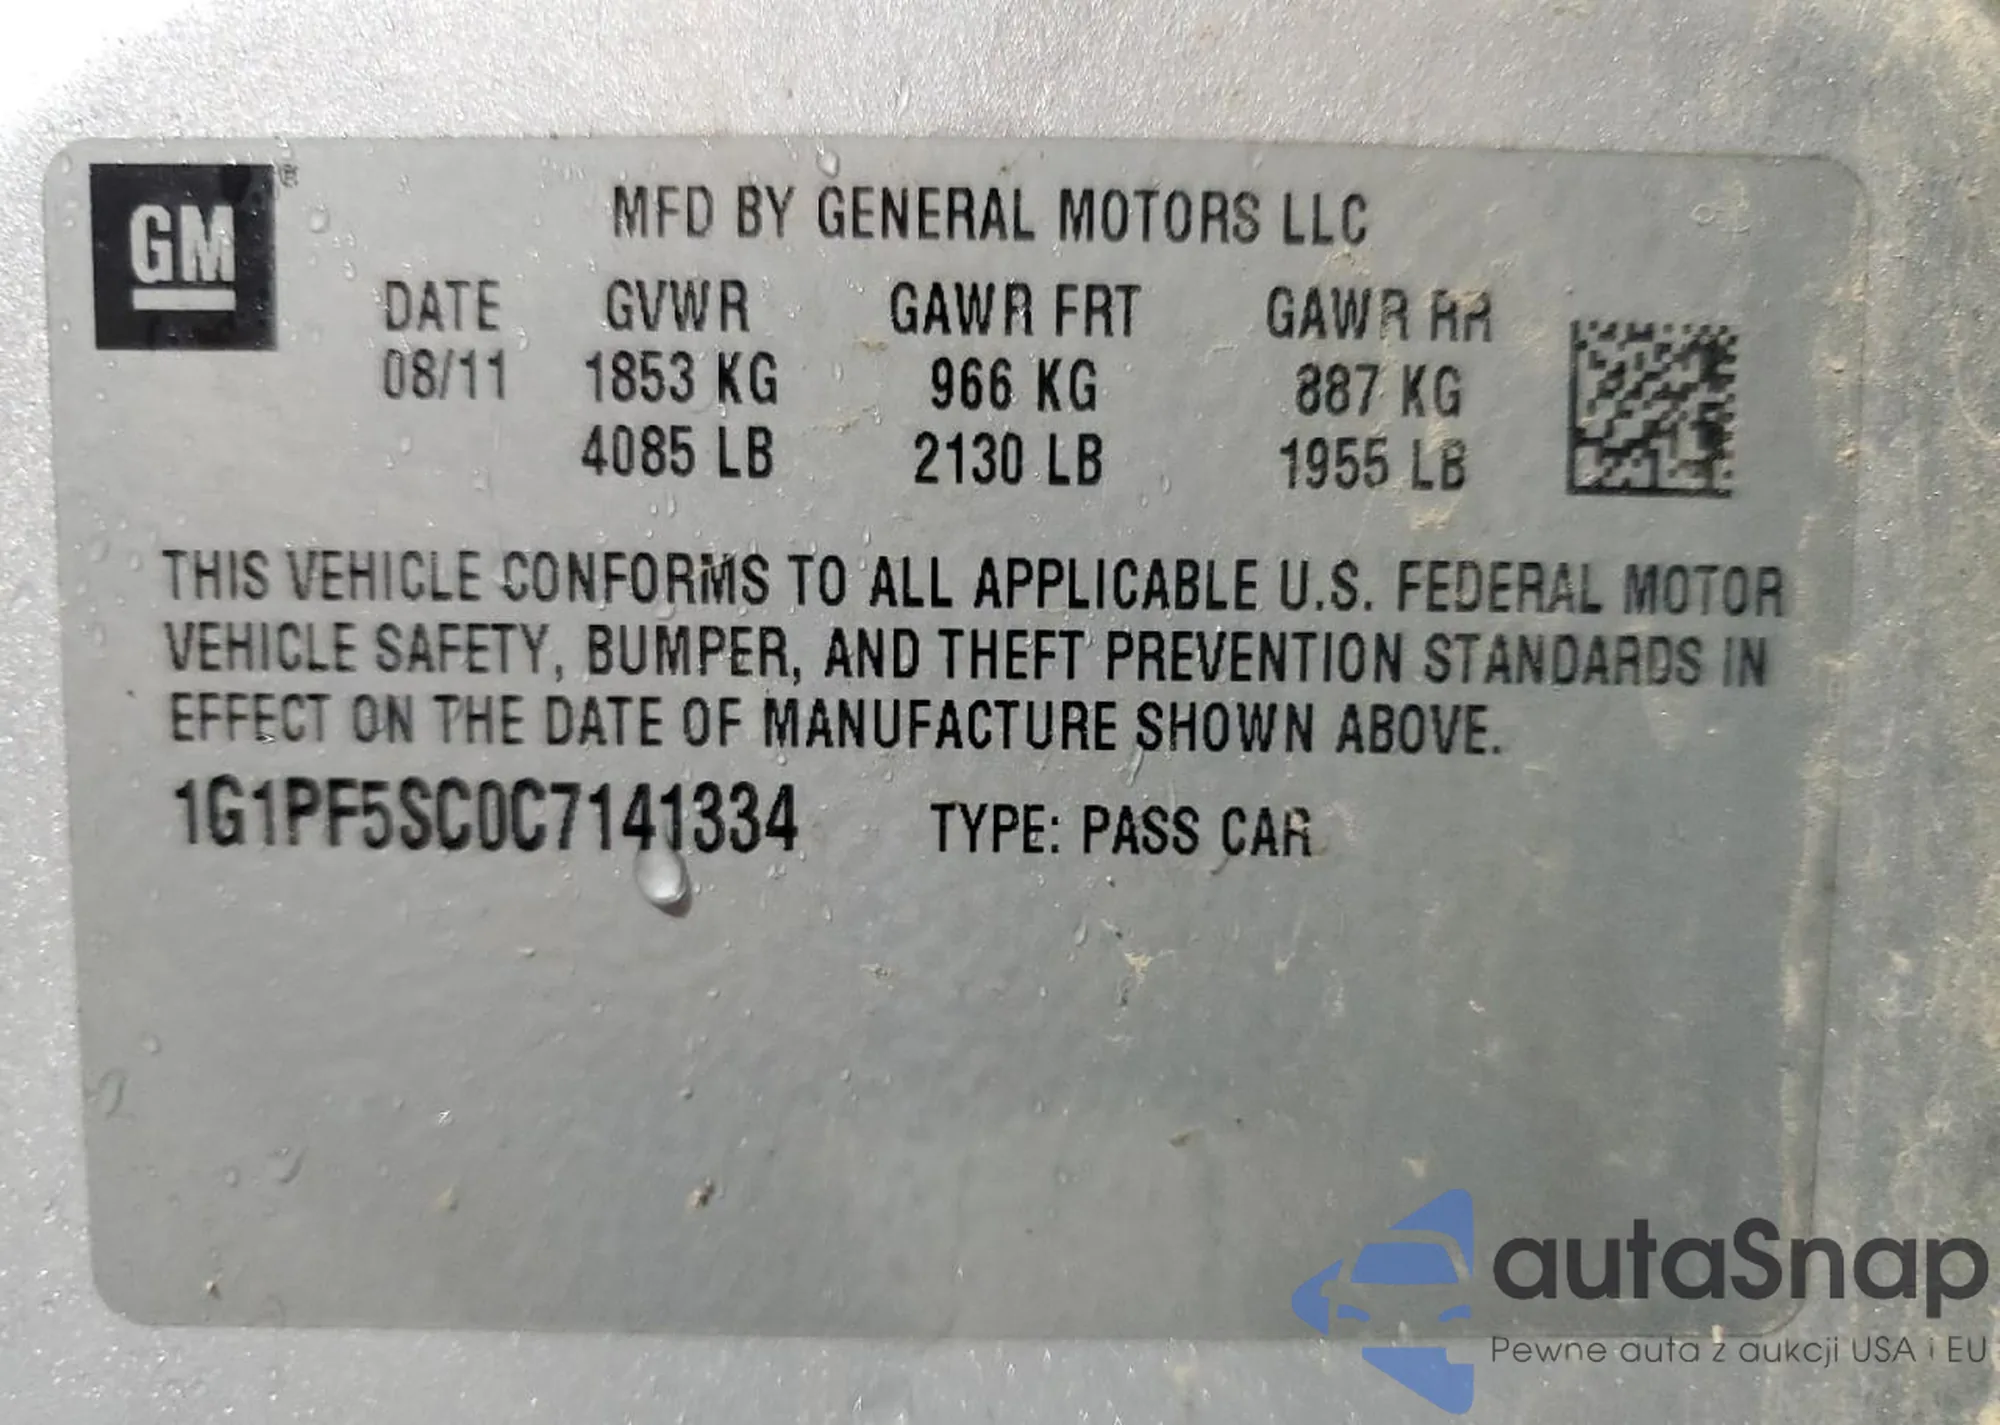 GM ®
MFD BY GENERAL MOTORS LLC
DATE GVWR GAWR FRT GAWR RR
08/11 1853 KG 966 KG 887 KG
4085 LB 2130 LB 1955 LB
THIS VEHICLE CONFORMS TO ALL APPLICABLE U.S. FEDERAL MOTOR
VEHICLE SAFETY, BUMPER, AND THEFT PREVENTION STANDARDS IN
EFFECT ON THE DATE OF MANUFACTURE SHOWN ABOVE.
1G1PF5SC0C7141334 TYPE: PASS CAR
autaSnap
Pewne auta z aukcji USA i EU